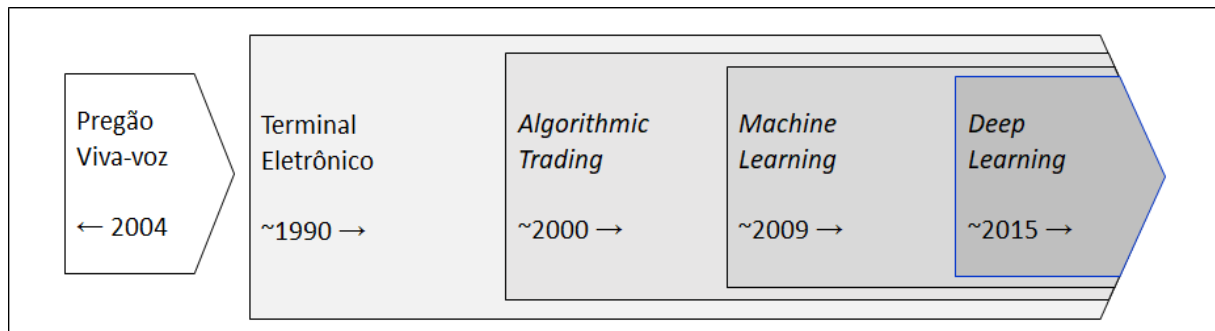 Pregão
Viva-voz
← 2004
Terminal
Eletrônico
~1990 →
Algorithmic
Trading
~2000 →
Machine
Learning
~2009 →
Deep
Learning
~2015 →